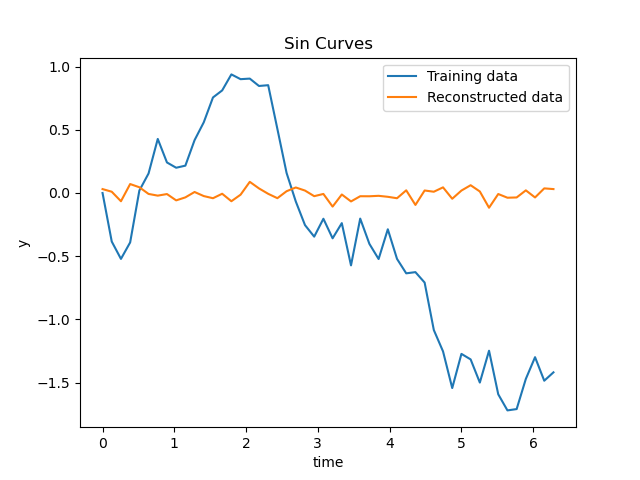 Sin Curves
Training data
Reconstructed data
1.0
0.5
0.0
−0.5
−1.0
−1.5
y
0 1 2 3 4 5 6
time